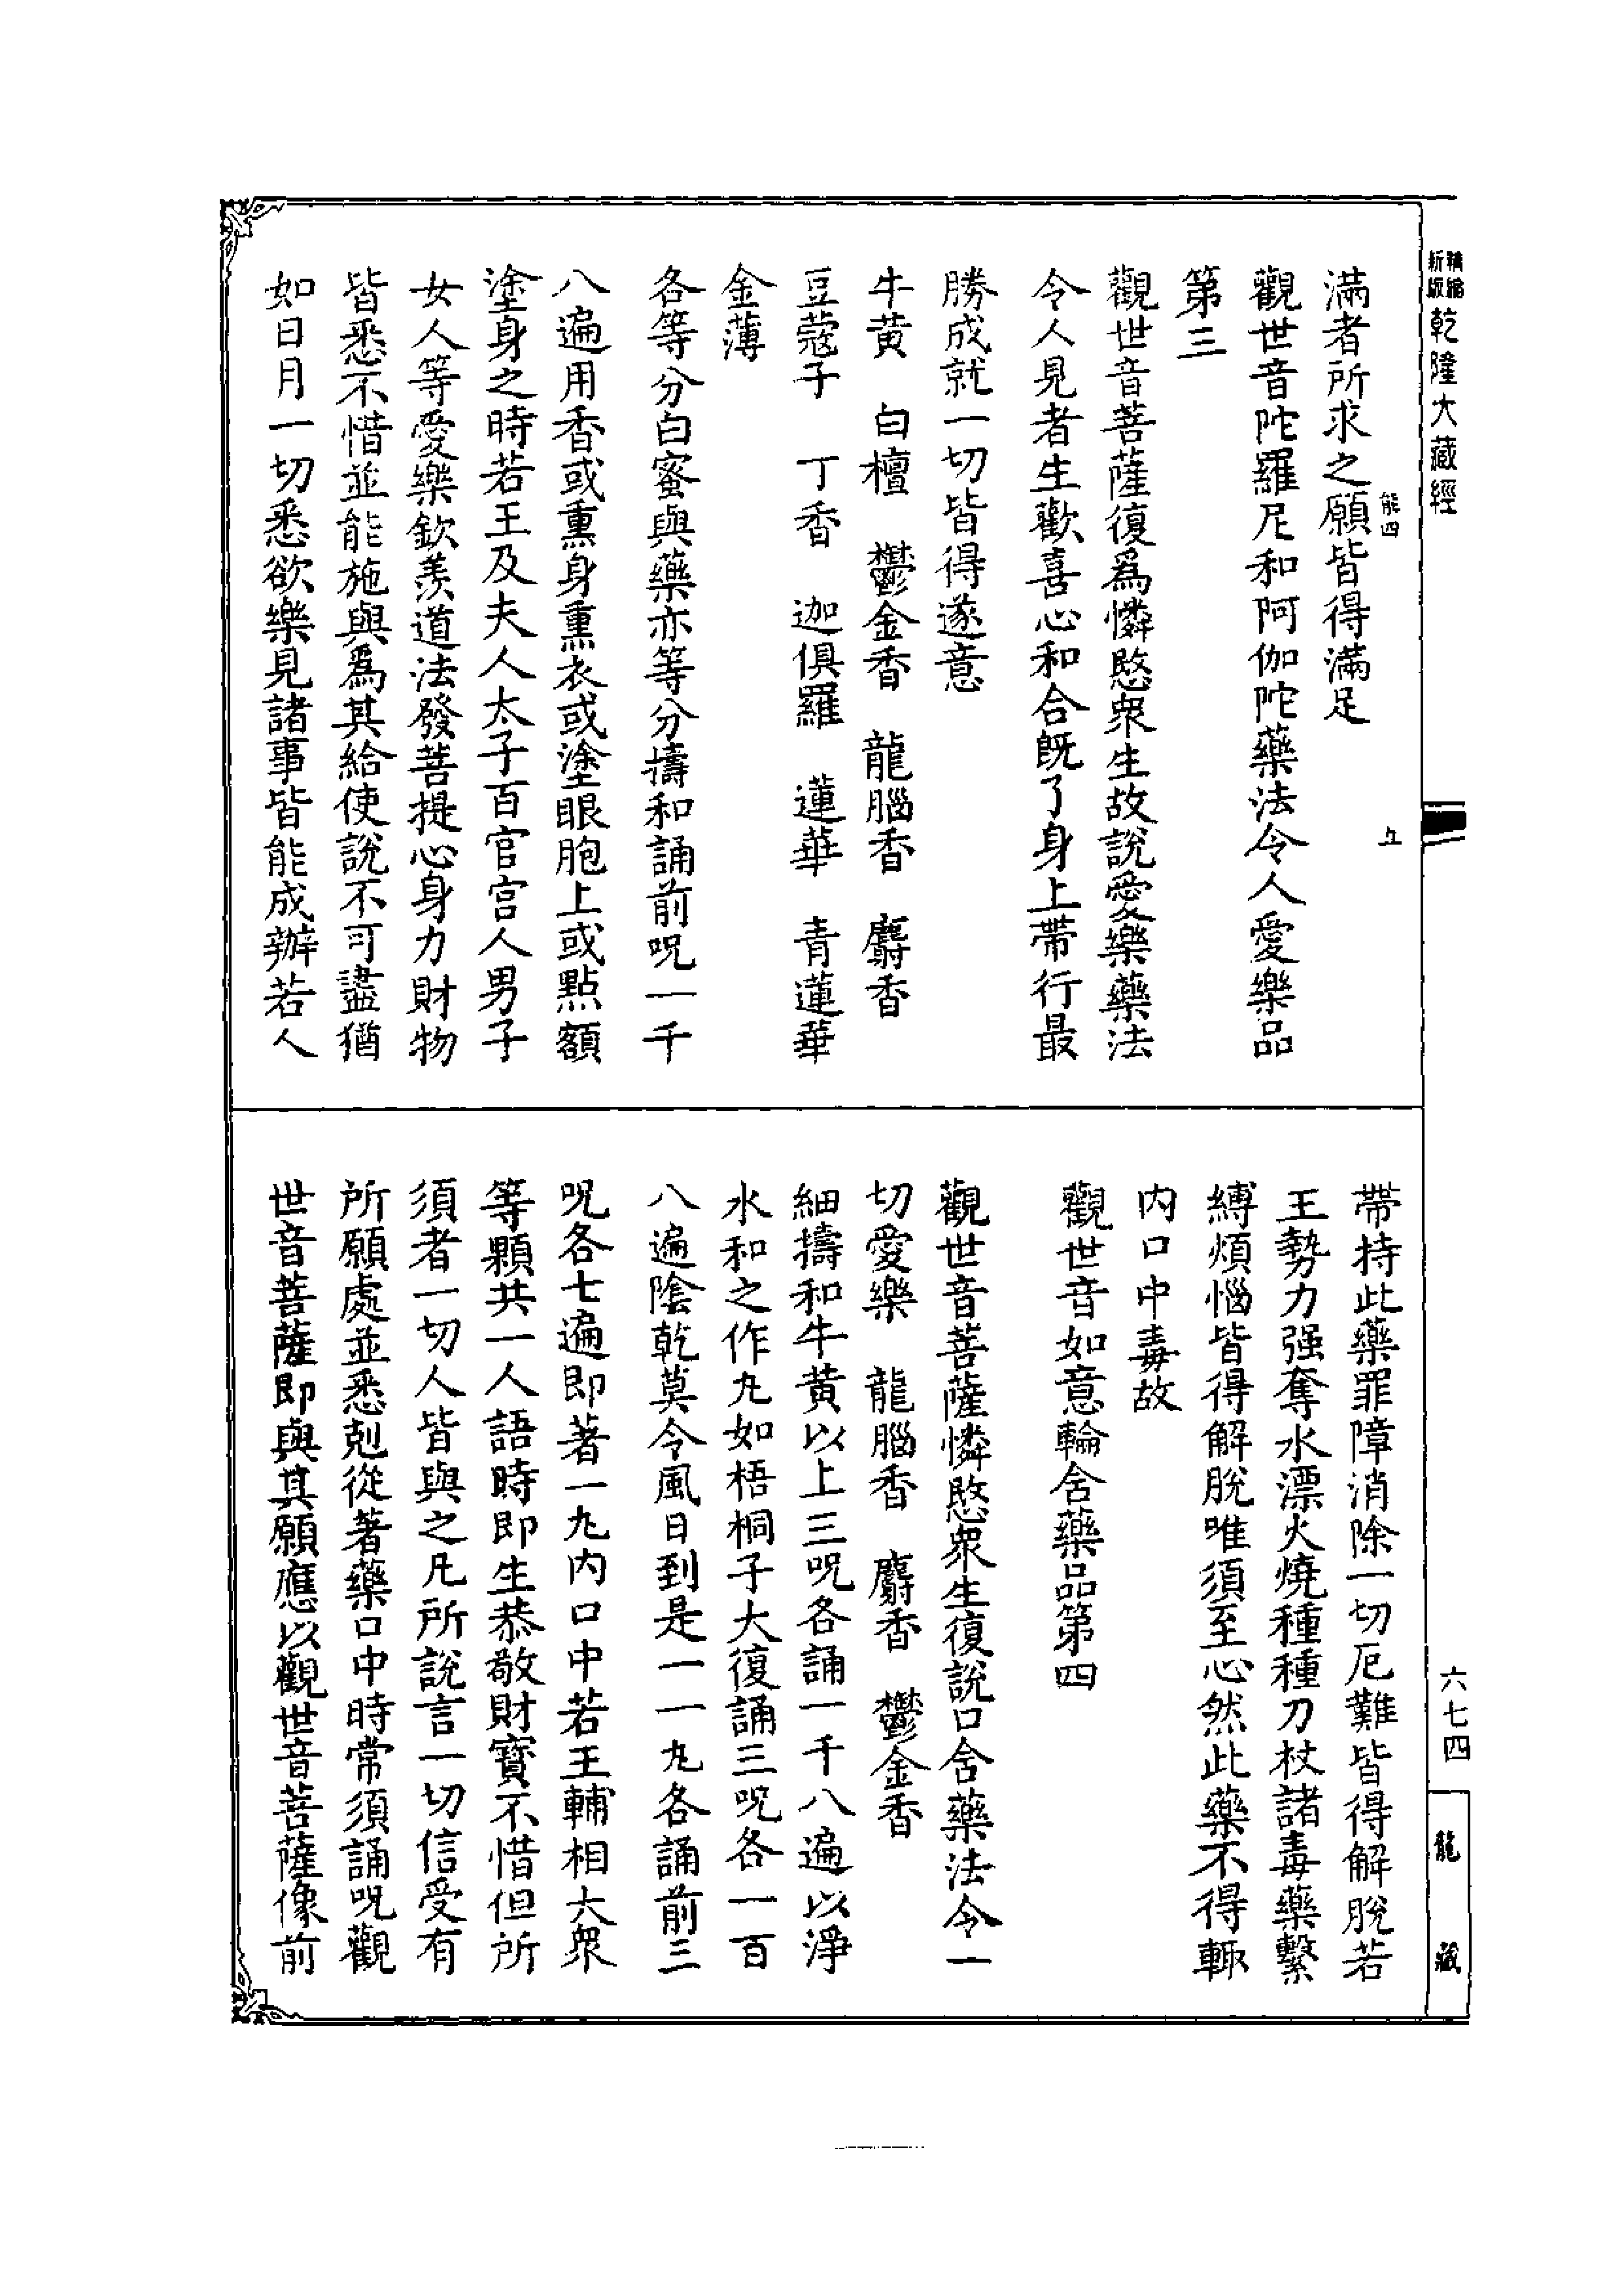 新縮
精版
乾隆大藏經
能四
五
滿者所求之願皆得滿足
觀世音陀羅尼和阿伽陀藥法令人愛樂品
第三
觀世音菩薩復爲憐愍衆生故說愛樂藥法
令人見者生歡喜心和合既了身上帶行最
勝成就一切皆得遂意
牛黄 白檀 鬱金香 龍腦香 麝香
豆蔻子 丁香 迦俱羅 蓮華 青蓮華
金薄
各等分白蜜與藥亦等分擣和誦前呪一千
八遍用香或熏身熏衣或塗眼胞上或點額
塗身之時若王及夫人太子百官宫人男子
女人等愛樂欽羨道法發菩提心身力財物
皆悉不惜並能施與爲其給使說不可盡猶
如日月一切悉欲樂見諸事皆能成辦若人
帶持此藥罪障消除一切厄難皆得解脫若
王勢力强奪水漂火燒種種刀杖諸毒藥繫
縛煩惱皆得解脫唯須至心然此藥不得輙
内口中毒故
觀世音如意輪含藥品第四
觀世音菩薩憐愍衆生復說口含藥法令一
切愛樂 龍腦香 麝香 鬱金香
細擣和牛黄以上三呪各誦一千八遍以淨
水和之作丸如梧桐子大復誦三呪各一百
八遍陰乾莫令風日到是一一丸各誦前三
呪各七遍即著一丸内口中若王輔相大衆
等顆共一人語時即生恭敬財寶不惜但所
須者一切人皆與之凡所說言一切信受有
所願處並悉剋從著藥口中時常須誦呪觀
世音菩薩即與其願應以觀世音菩薩像前
六七四
龍藏